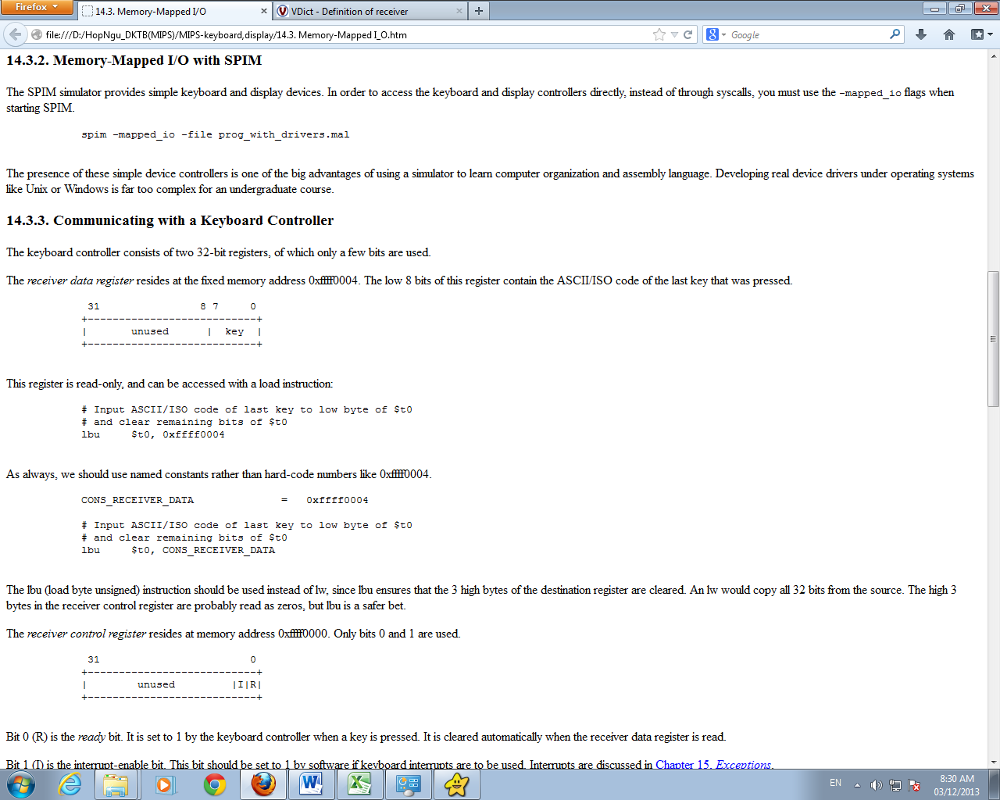 Firefox
14.3. Memory-Mapped I/O
VDict - Definition of receiver
file:///D:/HopNgu_DKTB(MIPS)/MIPS-keyboard,display/14.3. Memory-Mapped I_O.htm
Google
14.3.2. Memory-Mapped I/O with SPIM
The SPIM simulator provides simple keyboard and display devices. In order to access the keyboard and display controllers directly, instead of through syscalls, you must use the -mapped_io flags when
starting SPIM.
spim -mapped_io -file prog_with_drivers.mal
The presence of these simple device controllers is one of the big advantages of using a simulator to learn computer organization and assembly language. Developing real device drivers under operating systems
like Unix or Windows is far too complex for an undergraduate course.
14.3.3. Communicating with a Keyboard Controller
The keyboard controller consists of two 32-bit registers, of which only a few bits are used.
The receiver data register resides at the fixed memory address 0xffff0004. The low 8 bits of this register contain the ASCII/ISO code of the last key that was pressed.
31 8 7 0
+---------------------------+
| unused | key |
+---------------------------+
This register is read-only, and can be accessed with a load instruction:
# Input ASCII/ISO code of last key to low byte of $t0
# and clear remaining bits of $t0
lbu $t0, 0xffff0004
As always, we should use named constants rather than hard-code numbers like 0xffff0004.
CONS_RECEIVER_DATA = 0xffff0004
# Input ASCII/ISO code of last key to low byte of $t0
# and clear remaining bits of $t0
lbu $t0, CONS_RECEIVER_DATA
The lbu (load byte unsigned) instruction should be used instead of lw, since lbu ensures that the 3 high bytes of the destination register are cleared. An lw would copy all 32 bits from the source. The high 3
bytes in the receiver control register are probably read as zeros, but lbu is a safer bet.
The receiver control register resides at memory address 0xffff0000. Only bits 0 and 1 are used.
31 0
+---------------------------+
| unused |I|R|
+---------------------------+
Bit 0 (R) is the ready bit. It is set to 1 by the keyboard controller when a key is pressed. It is cleared automatically when the receiver data register is read.
Bit 1 (I) is the interrupt-enable bit. This bit should be set to 1 by software if keyboard interrupts are to be used. Interrupts are discussed in Chapter 15, Exceptions.
EN
8:30 AM
03/12/2013